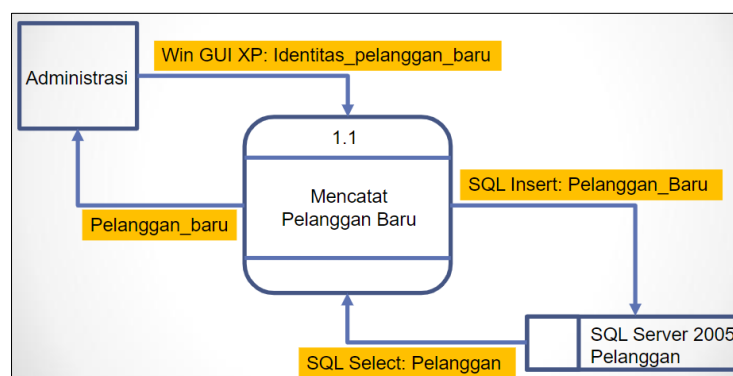 Win GUI XP: Identitas_pelanggan_baru
Administrasi
1.1
Mencatat
Pelanggan Baru
SQL Insert: Pelanggan_Baru
Pelanggan_baru
SQL Server 2005
Pelanggan
SQL Select: Pelanggan